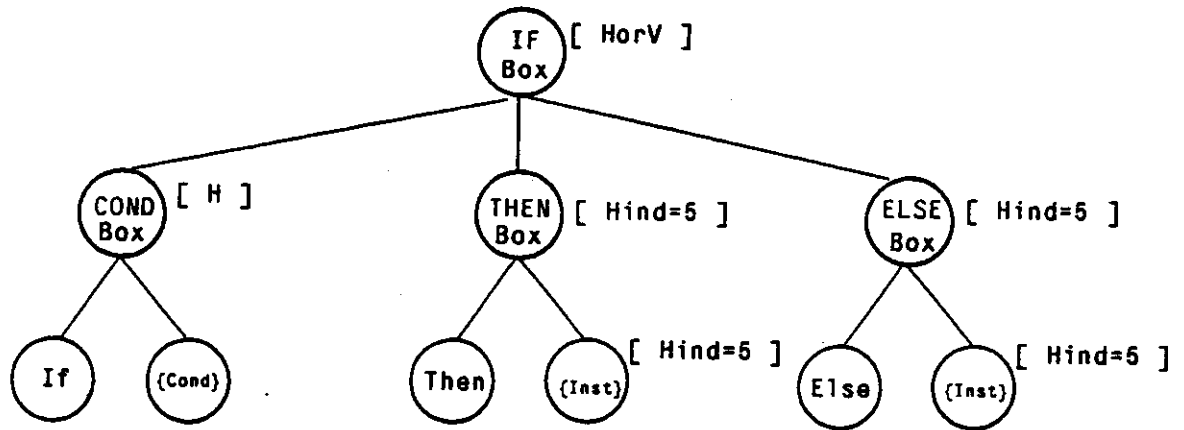 IF
Box
[ HorV ]
COND
Box
[ H ]
THEN
Box
[ Hind=5 ]
ELSE
Box
[ Hind=5 ]
If
{Cond}
Then
{Inst}
[ Hind=5 ]
Else
{Inst}
[ Hind=5 ]